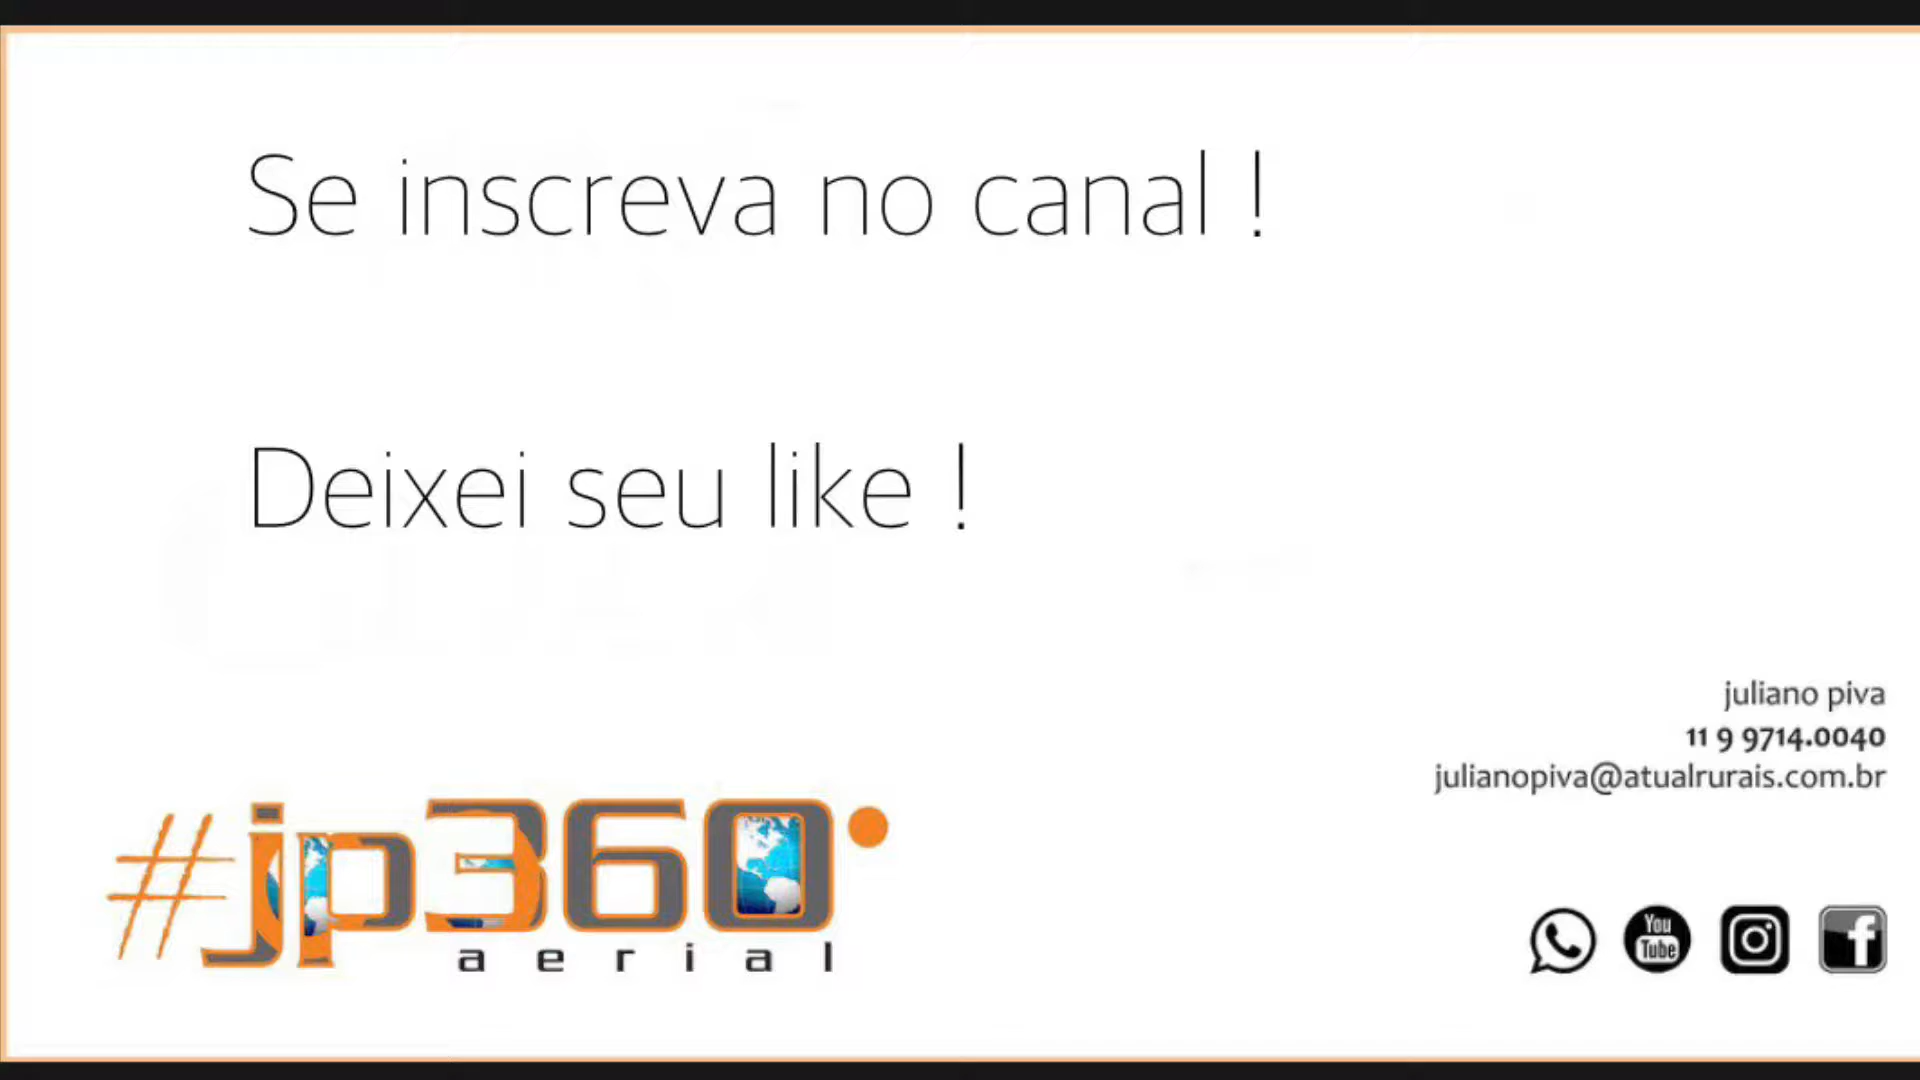 Se inscreva no canal !
Deixei seu like !
juliano piva
11 9 9714.0040
julianopiva@atualrurais.com.br
#jp360°
aerial
You
Tube